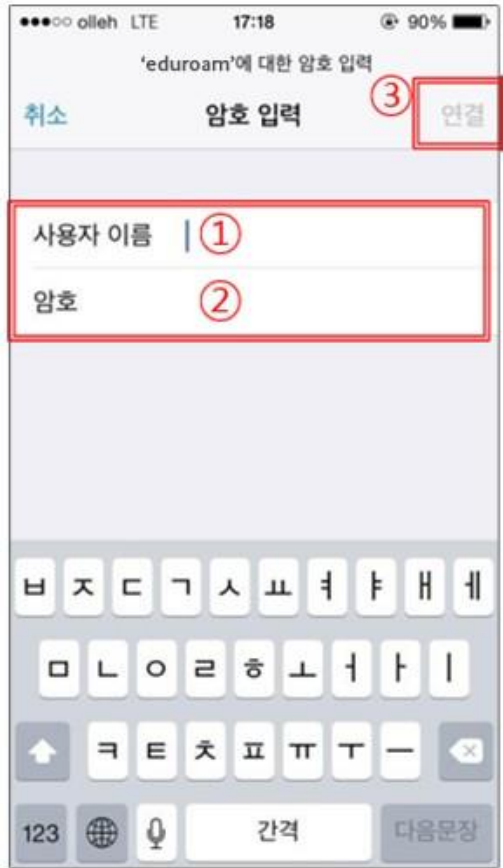 olleh LTE 17:18 90%
'eduroam'에 대한 암호 입력
취소 암호 입력 ③ 연결
사용자 이름 ①
암호 ②
ㅂ ㅈ ㄷ ㄱ ㅅ ㅛ ㅕ ㅑ ㅐ ㅔ
ㅁ ㄴ ㅇ ㄹ ㅎ ㅗ ㅓ ㅏ ㅣ
ㅋ ㅌ ㅊ ㅍ ㅠ ㅜ ㅡ
123 간격 다음문장